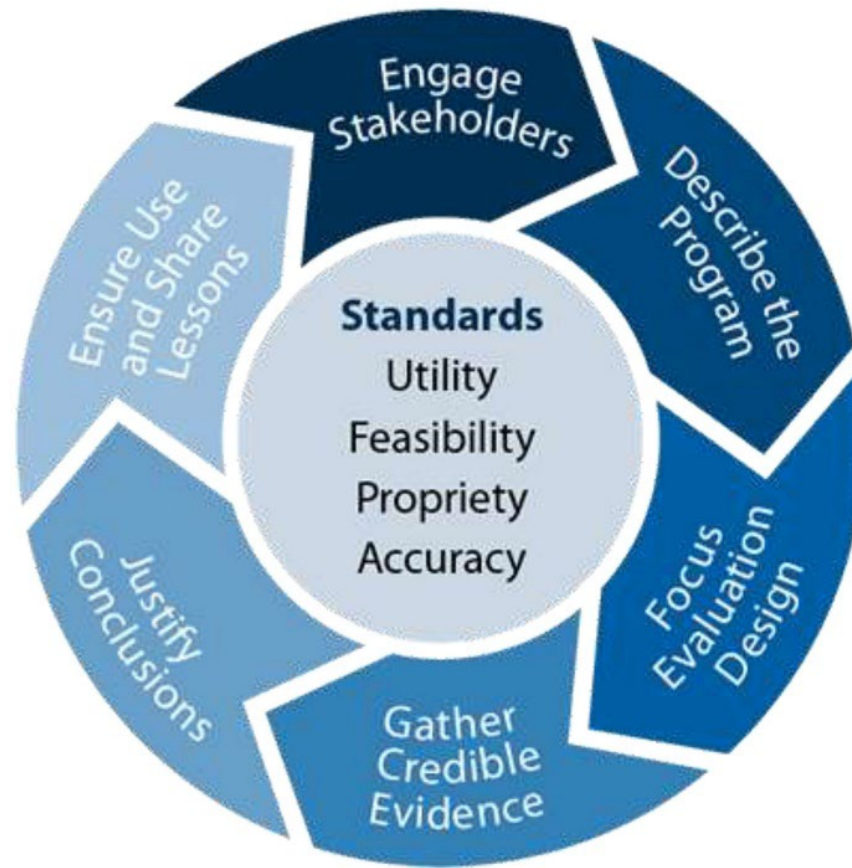 Engage
Stakeholders
Describe the
Program
Focus
Evaluation
Design
Gather
Credible
Evidence
Justify
Conclusions
Ensure Use
and Share
Lessons
Standards
Utility
Feasibility
Propriety
Accuracy